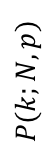 P(k; N, p)